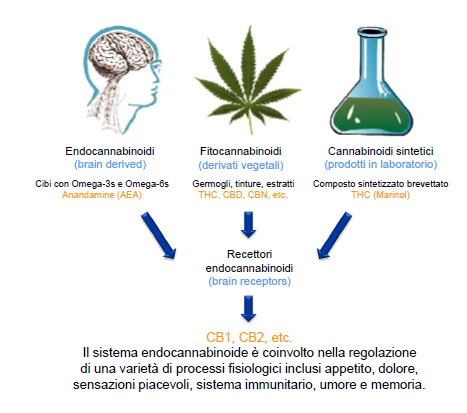 Endocannabinoidi
(brain derived)
Cibi con Omega-3s e Omega-6s
Anandamine (AEA)
Fitocannabinoidi
(derivati vegetali)
Germogli, tinture, estratti
THC, CBD, CBN, etc.
Cannabinoidi sintetici
(prodotti in laboratorio)
Composto sintetizzato brevettato
THC (Marinol)
Recettori
endocannabinoidi
(brain receptors)
CB1, CB2, etc.
Il sistema endocannabinoide è coinvolto nella regolazione
di una varietà di processi fisiologici inclusi appetito, dolore,
sensazioni piacevoli, sistema immunitario, umore e memoria.